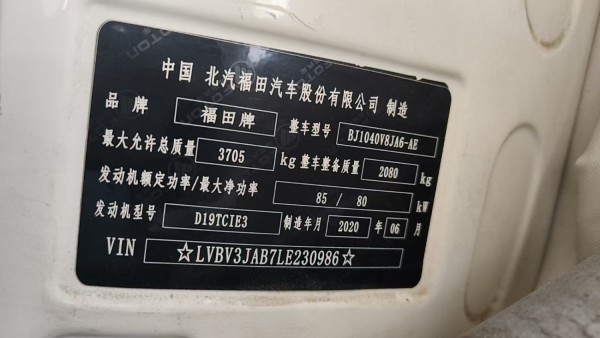 中国 北汽福田汽车股份有限公司 制造
品牌 福田牌 整车型号 BJ1040V8JA6-AE
最大允许总质量 3705 kg 整车整备质量 2080 kg
发动机额定功率/最大净功率 85 / 80 kW
发动机型号 D19TCIE3 制造年月 2020 年 06 月
VIN ☆LVBV3JAB7LE230986☆